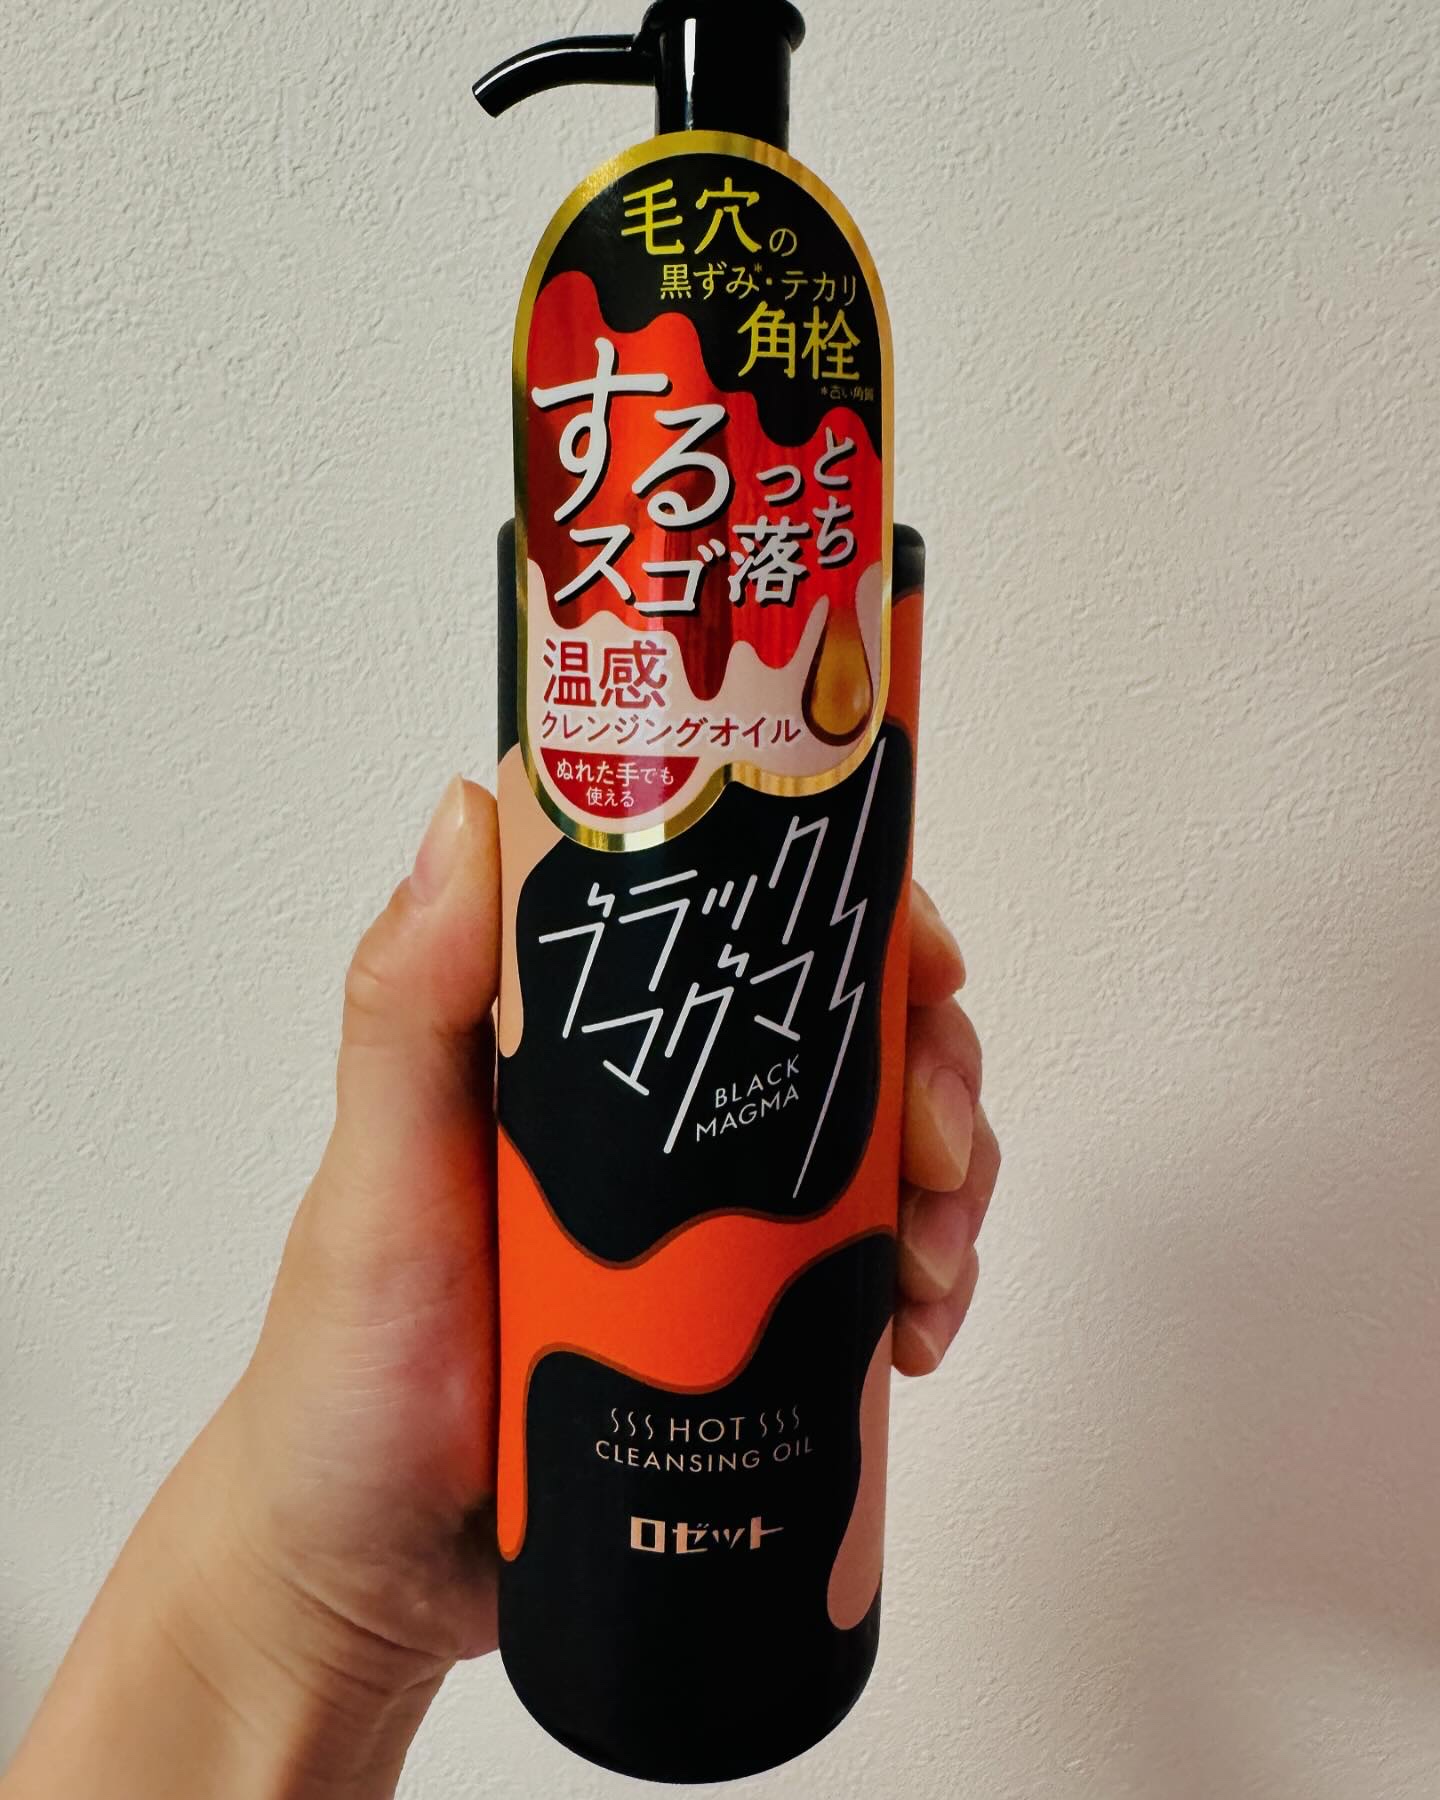 毛穴の
黒ずみ*・テカリ
角栓
*古い角質
するっと
スゴ落ち
温感
クレンジングオイル
ぬれた手でも
使える
ブラック
マグマ
BLACK
MAGMA
HOT
CLEANSING OIL
ロゼット